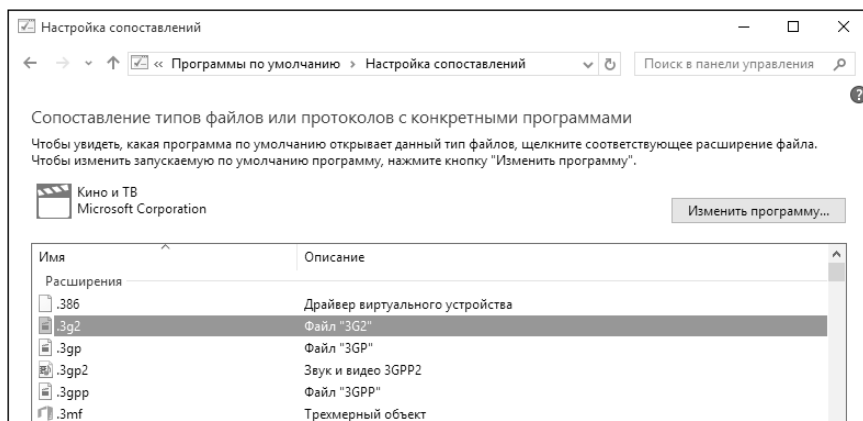 Настройка сопоставлений
« Программы по умолчанию › Настройка сопоставлений
Поиск в панели управления
?
Сопоставление типов файлов или протоколов с конкретными программами
Чтобы увидеть, какая программа по умолчанию открывает данный тип файлов, щелкните соответствующее расширение файла.
Чтобы изменить запускаемую по умолчанию программу, нажмите кнопку "Изменить программу".
Кино и ТВ
Microsoft Corporation
Изменить программу...
Имя Описание
Расширения
.386 Драйвер виртуального устройства
.3g2 Файл "3G2"
.3gp Файл "3GP"
.3gp2 Звук и видео 3GPP2
.3gpp Файл "3GPP"
.3mf Трехмерный объект